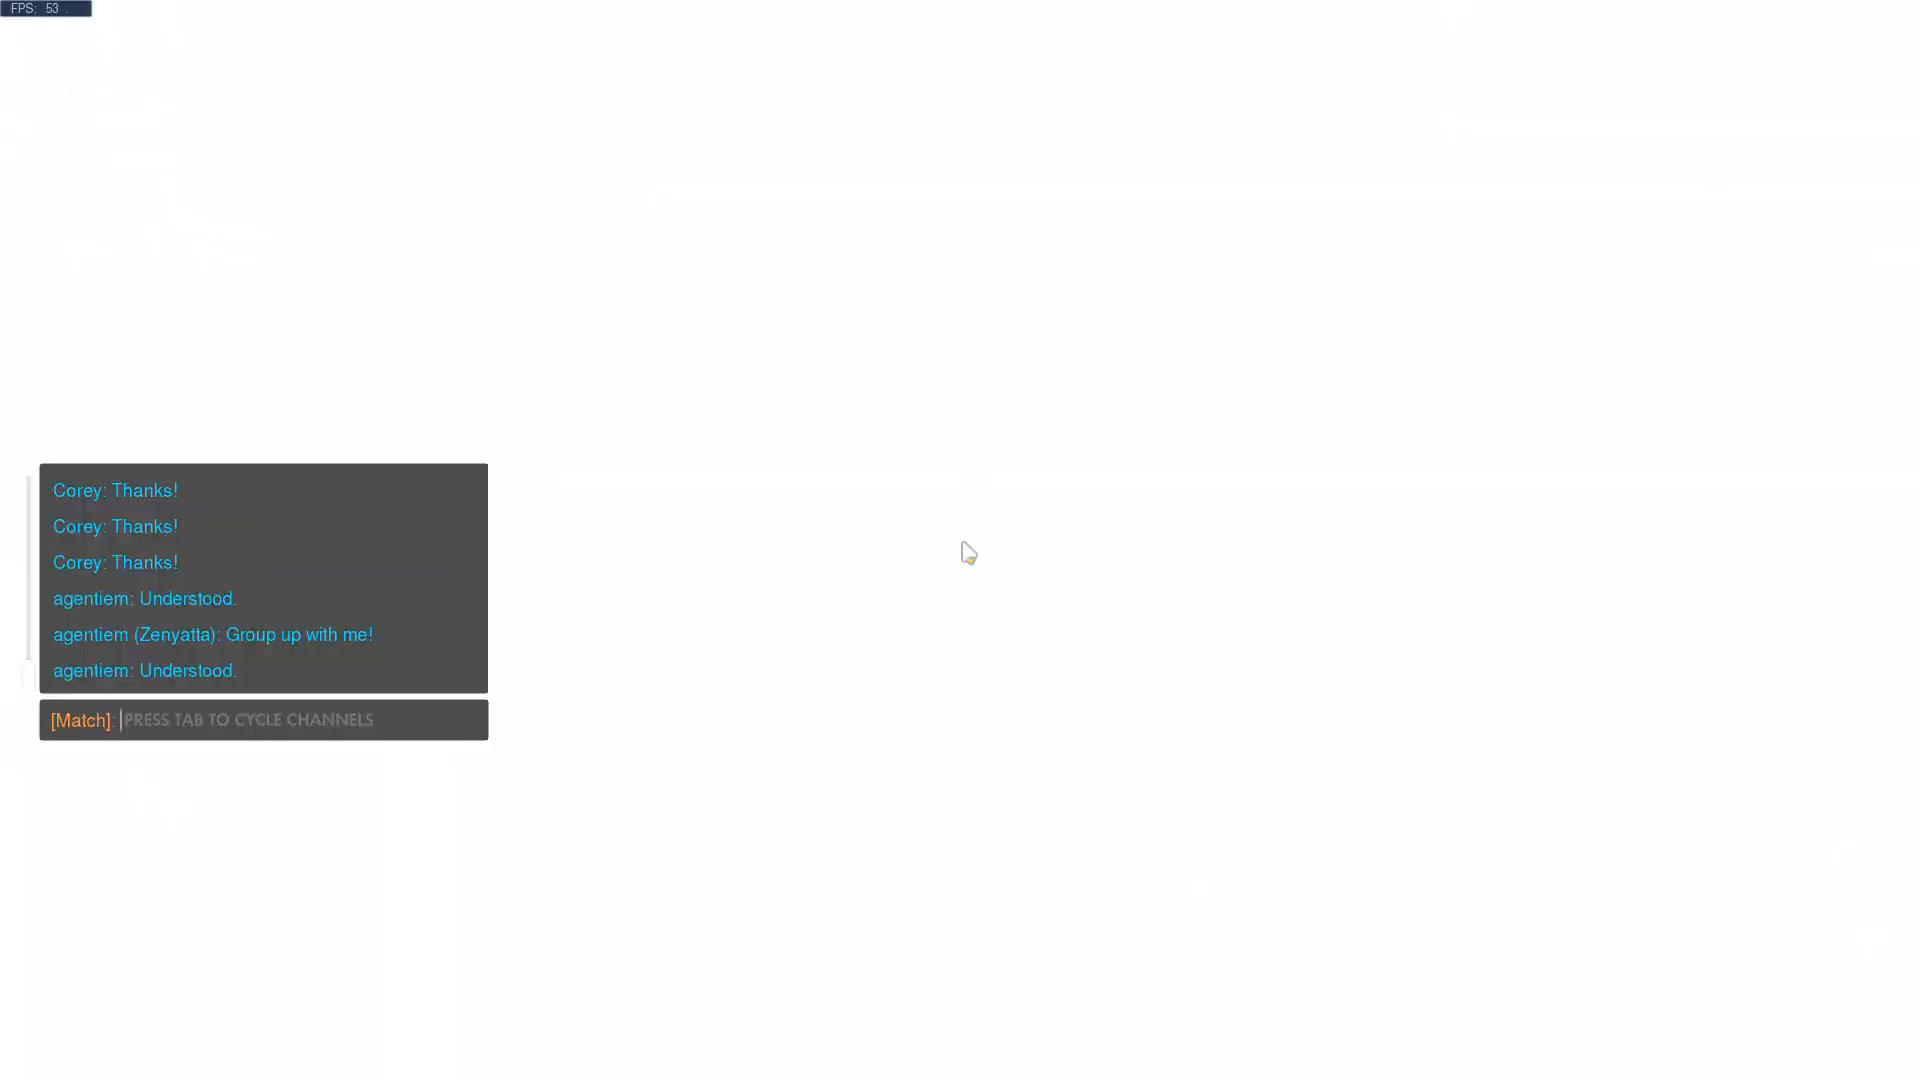 FPS: 53
Corey: Thanks!
Corey: Thanks!
Corey: Thanks!
agentiem: Understood.
agentiem (Zenyatta): Group up with me!
agentiem: Understood.
[Match]: PRESS TAB TO CYCLE CHANNELS